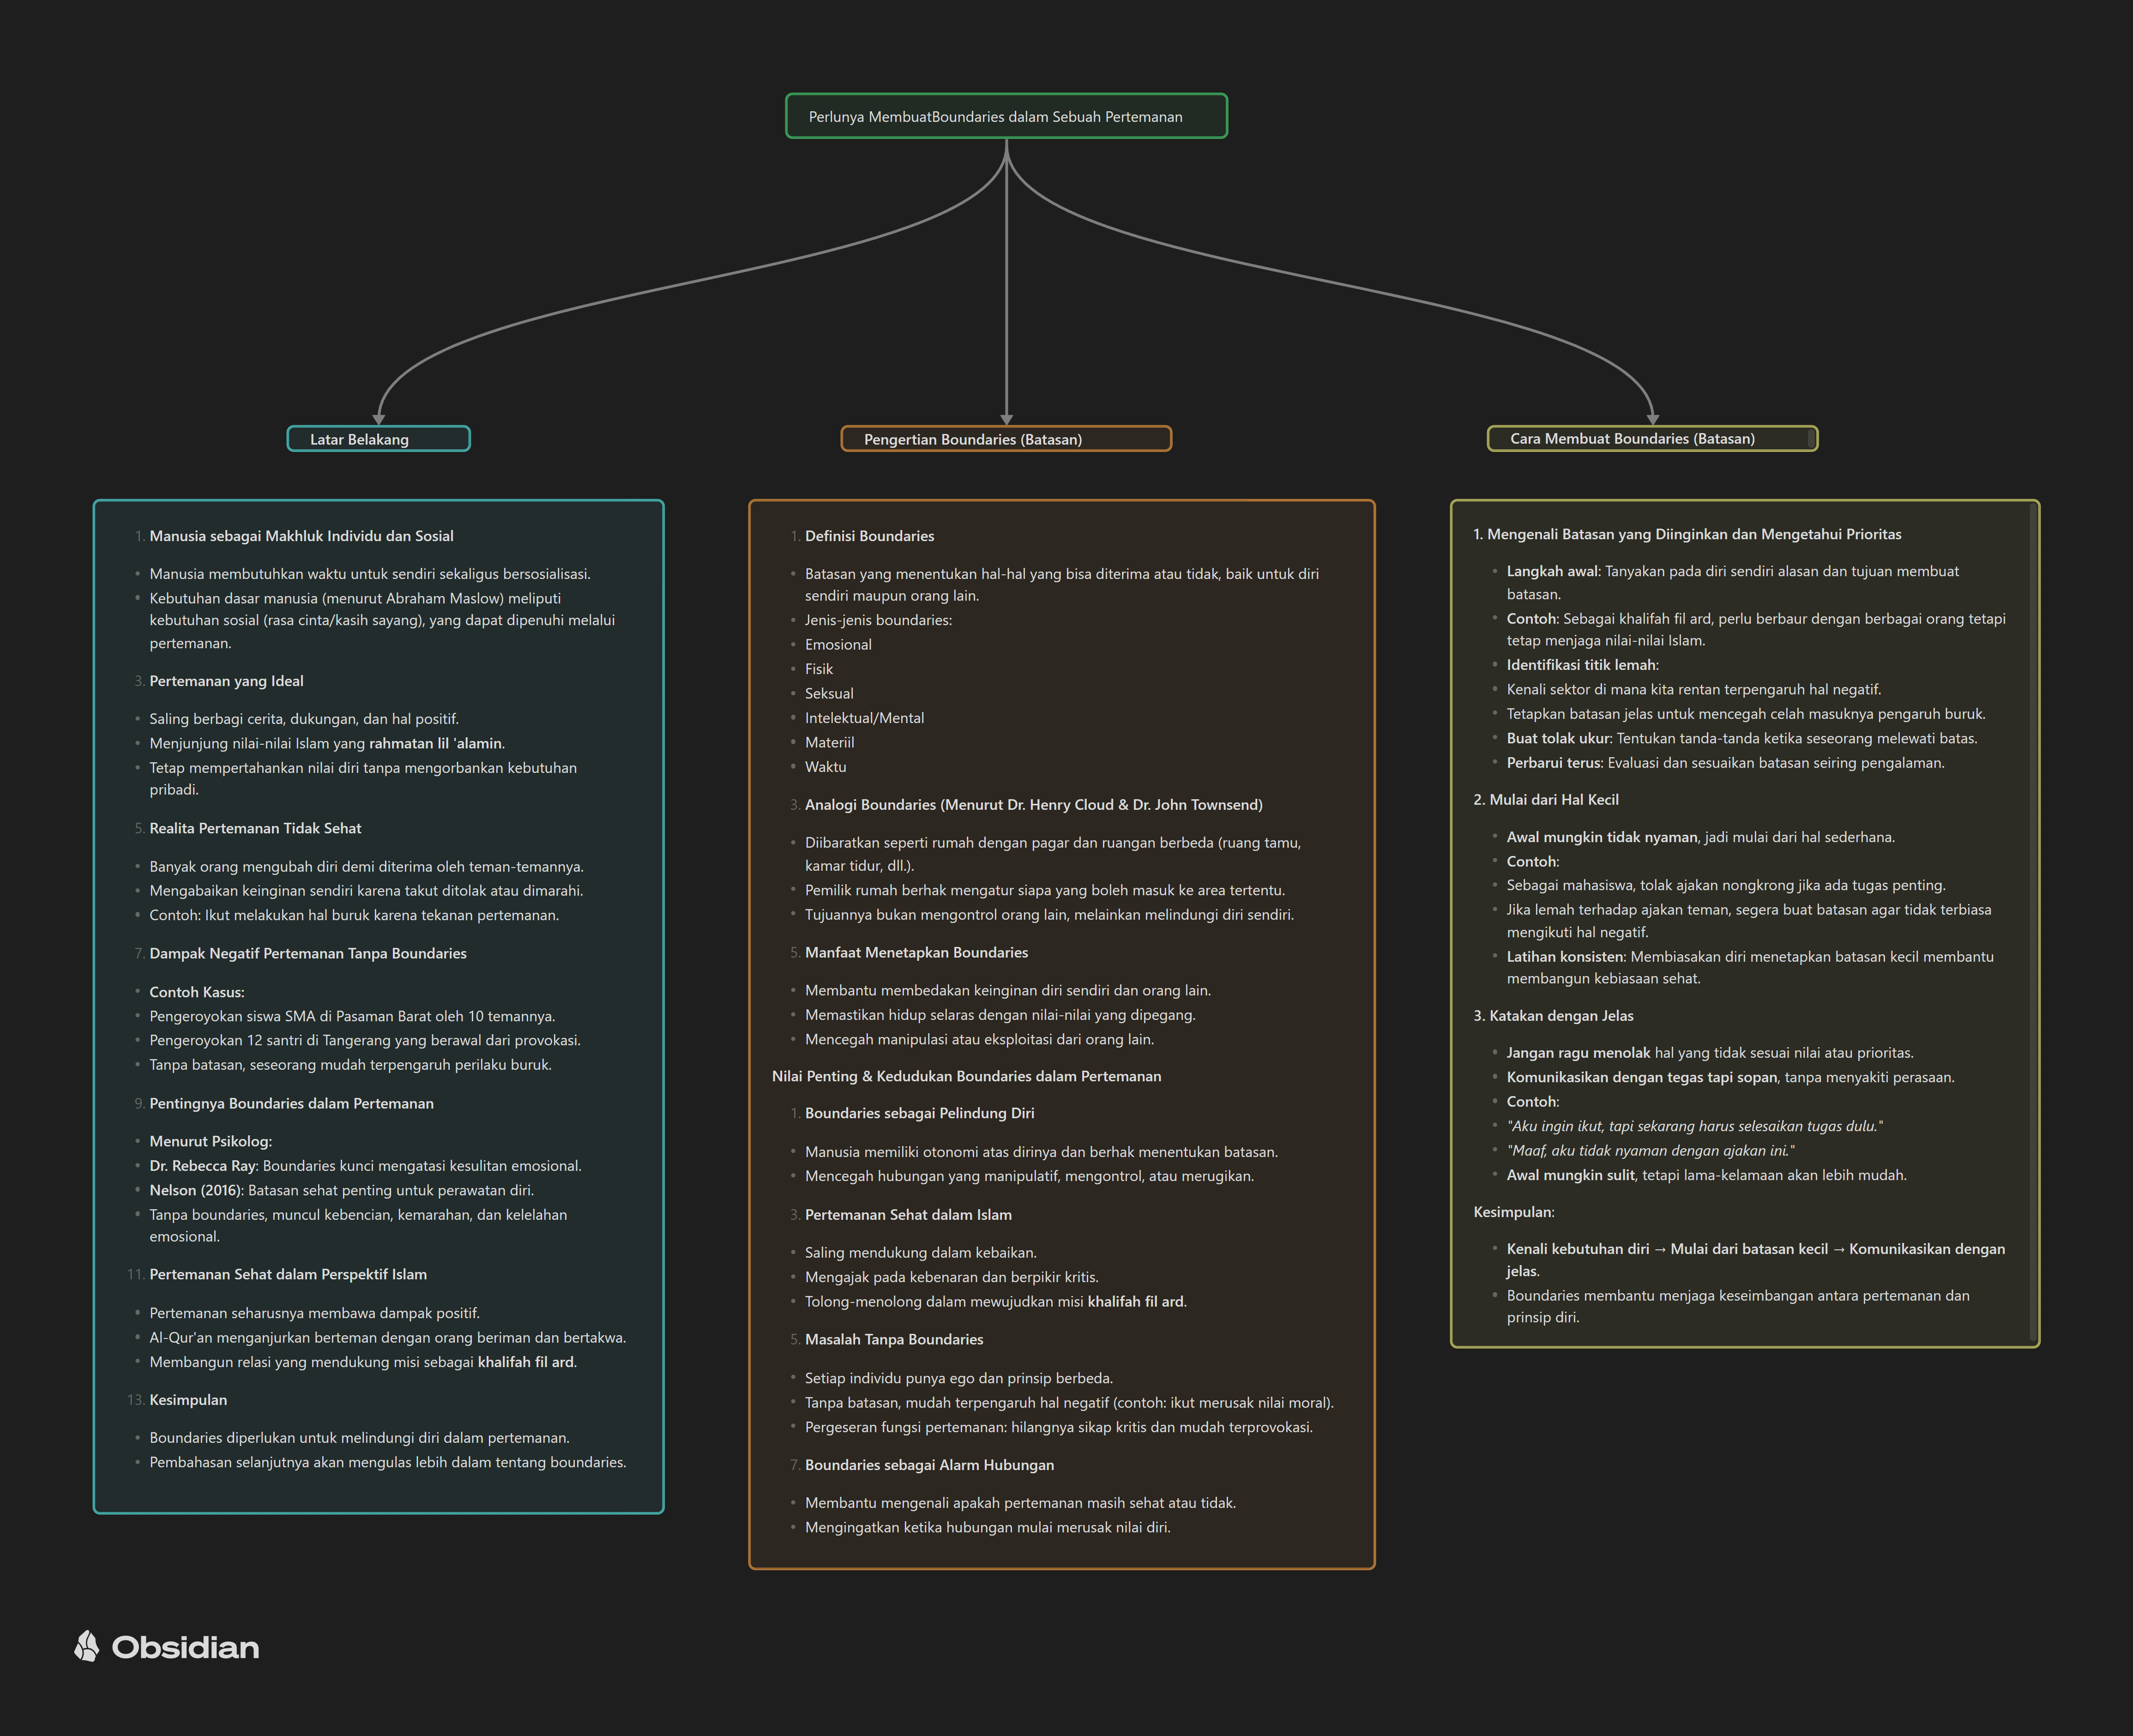 Perlunya MembuatBoundaries dalam Sebuah Pertemanan
Latar Belakang
1. Manusia sebagai Makhluk Individu dan Sosial
• Manusia membutuhkan waktu untuk sendiri sekaligus bersosialisasi.
• Kebutuhan dasar manusia (menurut Abraham Maslow) meliputi
kebutuhan sosial (rasa cinta/kasih sayang), yang dapat dipenuhi melalui
pertemanan.
3. Pertemanan yang Ideal
• Saling berbagi cerita, dukungan, dan hal positif.
• Menjunjung nilai-nilai Islam yang rahmatan lil 'alamin.
• Tetap mempertahankan nilai diri tanpa mengorbankan kebutuhan
pribadi.
5. Realita Pertemanan Tidak Sehat
• Banyak orang mengubah diri demi diterima oleh teman-temannya.
• Mengabaikan keinginan sendiri karena takut ditolak atau dimarahi.
• Contoh: Ikut melakukan hal buruk karena tekanan pertemanan.
7. Dampak Negatif Pertemanan Tanpa Boundaries
• Contoh Kasus:
• Pengeroyokan siswa SMA di Pasaman Barat oleh 10 temannya.
• Pengeroyokan 12 santri di Tangerang yang berawal dari provokasi.
• Tanpa batasan, seseorang mudah terpengaruh perilaku buruk.
9. Pentingnya Boundaries dalam Pertemanan
• Menurut Psikolog:
• Dr. Rebecca Ray: Boundaries kunci mengatasi kesulitan emosional.
• Nelson (2016): Batasan sehat penting untuk perawatan diri.
• Tanpa boundaries, muncul kebencian, kemarahan, dan kelelahan
emosional.
11. Pertemanan Sehat dalam Perspektif Islam
• Pertemanan seharusnya membawa dampak positif.
• Al-Qur'an menganjurkan berteman dengan orang beriman dan bertakwa.
• Membangun relasi yang mendukung misi sebagai khalifah fil ard.
13. Kesimpulan
• Boundaries diperlukan untuk melindungi diri dalam pertemanan.
• Pembahasan selanjutnya akan mengulas lebih dalam tentang boundaries.
Pengertian Boundaries (Batasan)
1. Definisi Boundaries
• Batasan yang menentukan hal-hal yang bisa diterima atau tidak, baik untuk diri
sendiri maupun orang lain.
• Jenis-jenis boundaries:
• Emosional
• Fisik
• Seksual
• Intelektual/Mental
• Materiil
• Waktu
3. Analogi Boundaries (Menurut Dr. Henry Cloud & Dr. John Townsend)
• Diibaratkan seperti rumah dengan pagar dan ruangan berbeda (ruang tamu,
kamar tidur, dll.).
• Pemilik rumah berhak mengatur siapa yang boleh masuk ke area tertentu.
• Tujuannya bukan mengontrol orang lain, melainkan melindungi diri sendiri.
5. Manfaat Menetapkan Boundaries
• Membantu membedakan keinginan diri sendiri dan orang lain.
• Memastikan hidup selaras dengan nilai-nilai yang dipegang.
• Mencegah manipulasi atau eksploitasi dari orang lain.
Nilai Penting & Kedudukan Boundaries dalam Pertemanan
1. Boundaries sebagai Pelindung Diri
• Manusia memiliki otonomi atas dirinya dan berhak menentukan batasan.
• Mencegah hubungan yang manipulatif, mengontrol, atau merugikan.
3. Pertemanan Sehat dalam Islam
• Saling mendukung dalam kebaikan.
• Mengajak pada kebenaran dan berpikir kritis.
• Tolong-menolong dalam mewujudkan misi khalifah fil ard.
5. Masalah Tanpa Boundaries
• Setiap individu punya ego dan prinsip berbeda.
• Tanpa batasan, mudah terpengaruh hal negatif (contoh: ikut merusak nilai moral).
• Pergeseran fungsi pertemanan: hilangnya sikap kritis dan mudah terprovokasi.
7. Boundaries sebagai Alarm Hubungan
• Membantu mengenali apakah pertemanan masih sehat atau tidak.
• Mengingatkan ketika hubungan mulai merusak nilai diri.
Cara Membuat Boundaries (Batasan)
1. Mengenali Batasan yang Diinginkan dan Mengetahui Prioritas
• Langkah awal: Tanyakan pada diri sendiri alasan dan tujuan membuat
batasan.
• Contoh: Sebagai khalifah fil ard, perlu berbaur dengan berbagai orang tetapi
tetap menjaga nilai-nilai Islam.
• Identifikasi titik lemah:
• Kenali sektor di mana kita rentan terpengaruh hal negatif.
• Tetapkan batasan jelas untuk mencegah celah masuknya pengaruh buruk.
• Buat tolak ukur: Tentukan tanda-tanda ketika seseorang melewati batas.
• Perbarui terus: Evaluasi dan sesuaikan batasan seiring pengalaman.
2. Mulai dari Hal Kecil
• Awal mungkin tidak nyaman, jadi mulai dari hal sederhana.
• Contoh:
• Sebagai mahasiswa, tolak ajakan nongkrong jika ada tugas penting.
• Jika lemah terhadap ajakan teman, segera buat batasan agar tidak terbiasa
mengikuti hal negatif.
• Latihan konsisten: Membiasakan diri menetapkan batasan kecil membantu
membangun kebiasaan sehat.
3. Katakan dengan Jelas
• Jangan ragu menolak hal yang tidak sesuai nilai atau prioritas.
• Komunikasikan dengan tegas tapi sopan, tanpa menyakiti perasaan.
• Contoh:
• "Aku ingin ikut, tapi sekarang harus selesaikan tugas dulu."
• "Maaf, aku tidak nyaman dengan ajakan ini."
• Awal mungkin sulit, tetapi lama-kelamaan akan lebih mudah.
Kesimpulan:
• Kenali kebutuhan diri → Mulai dari batasan kecil → Komunikasikan dengan
jelas.
• Boundaries membantu menjaga keseimbangan antara pertemanan dan
prinsip diri.
Obsidian